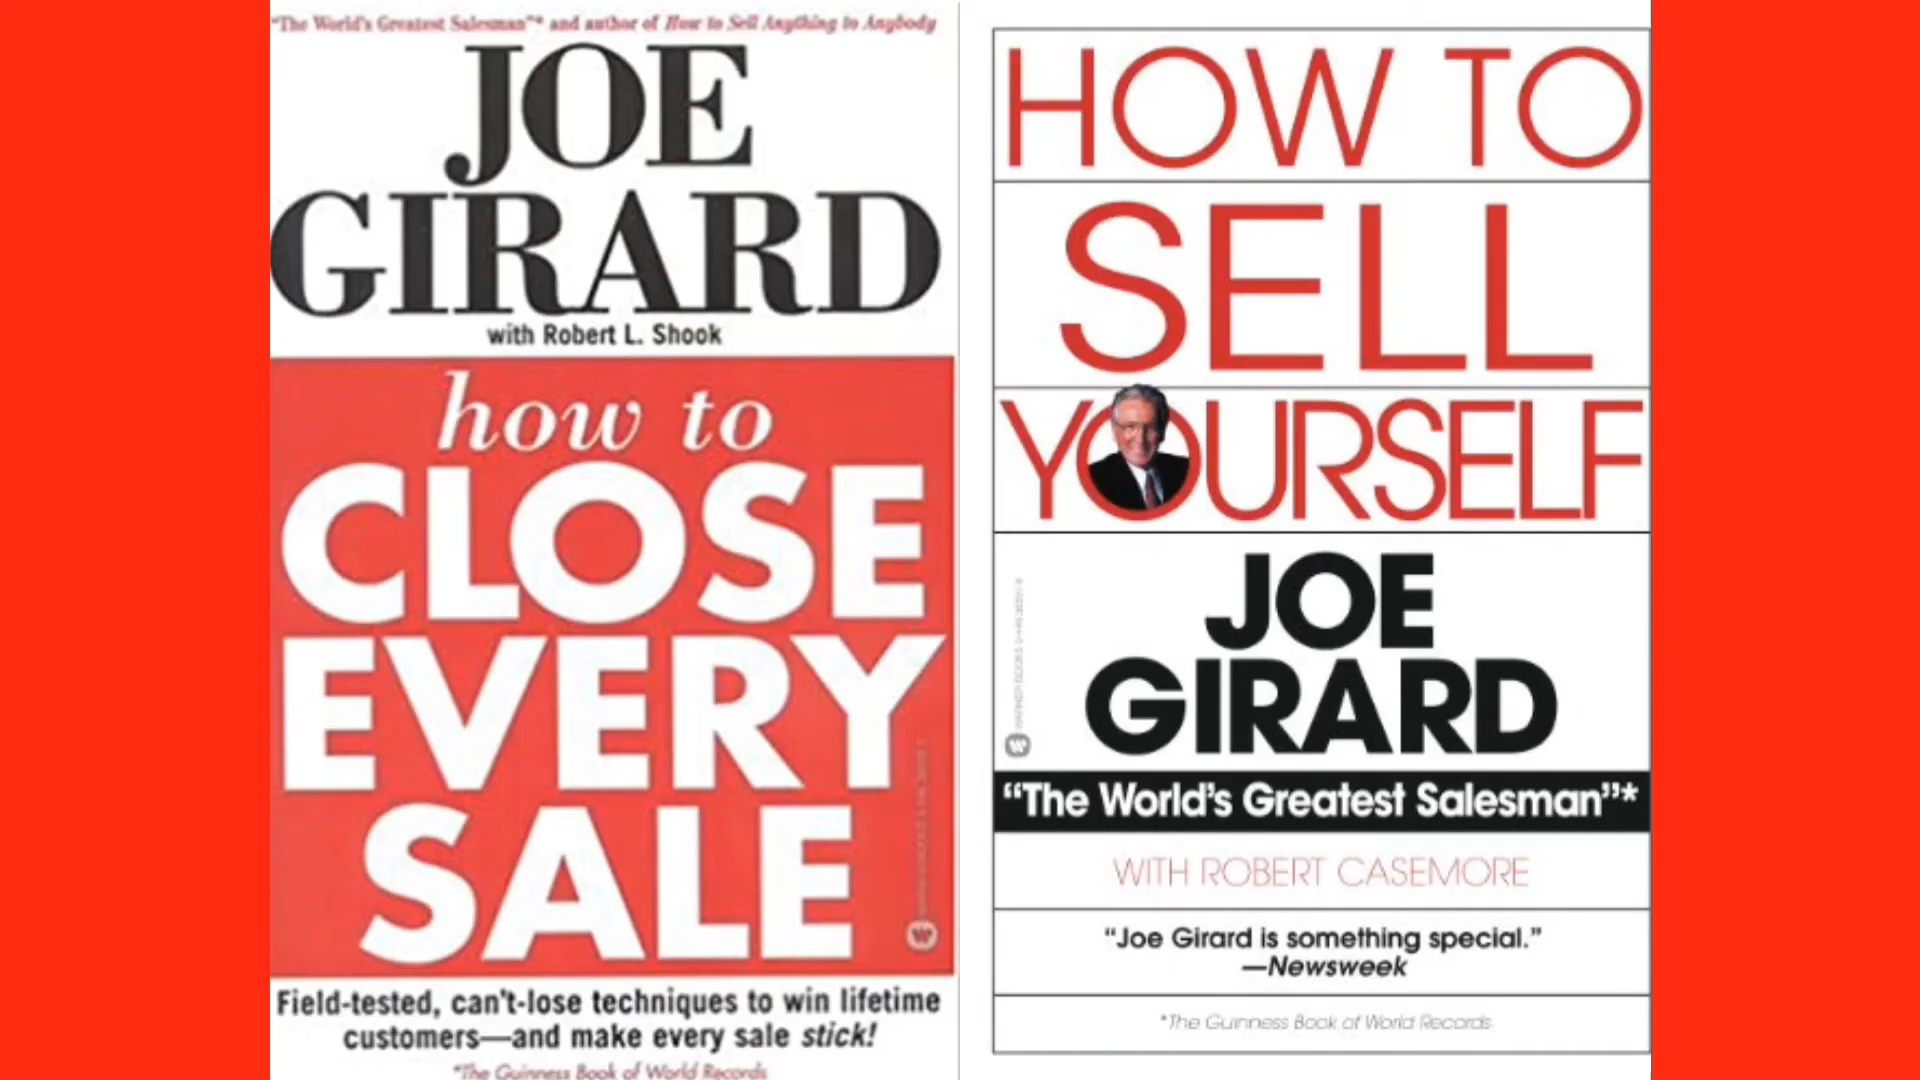 "The World's Greatest Salesman"* and author of How to Sell Anything to Anybody
JOE
GIRARD
with Robert L. Shook
how to
CLOSE
EVERY
SALE
Field-tested, can't-lose techniques to win lifetime
customers—and make every sale stick!
*The Guinness Book of World Records
HOW TO
SELL
YOURSELF
JOE
GIRARD
"The World's Greatest Salesman"*
WITH ROBERT CASEMORE
"Joe Girard is something special."
—Newsweek
*The Guinness Book of World Records